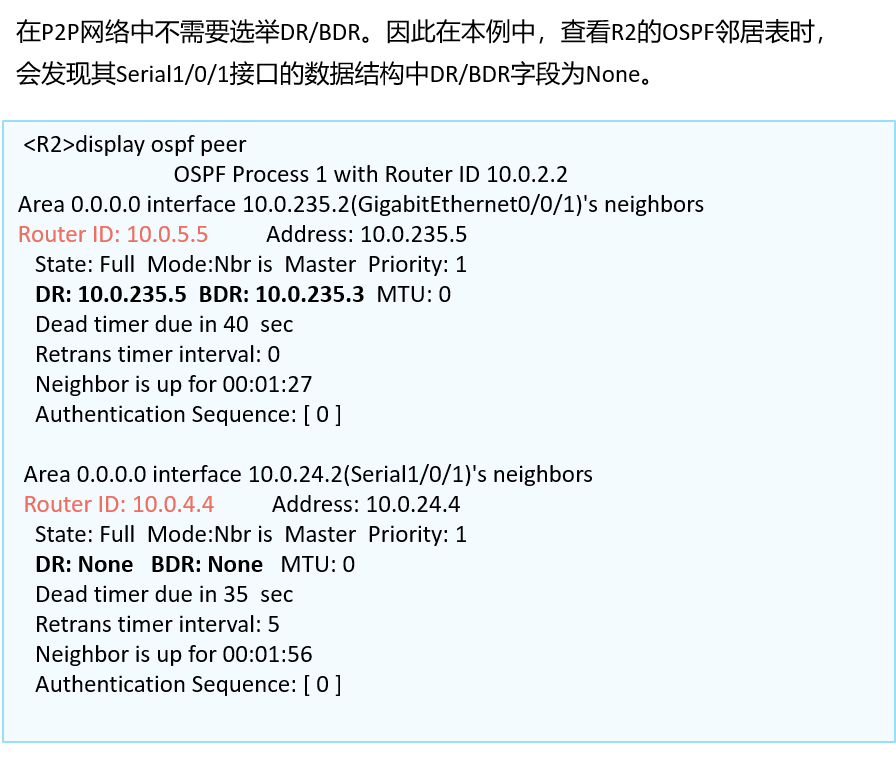 在P2P网络中不需要选举DR/BDR。因此在本例中，查看R2的OSPF邻居表时，
会发现其Serial1/0/1接口的数据结构中DR/BDR字段为None。
<R2>display ospf peer
OSPF Process 1 with Router ID 10.0.2.2
Area 0.0.0.0 interface 10.0.235.2(GigabitEthernet0/0/1)'s neighbors
Router ID: 10.0.5.5 Address: 10.0.235.5
State: Full Mode:Nbr is Master Priority: 1
DR: 10.0.235.5 BDR: 10.0.235.3 MTU: 0
Dead timer due in 40 sec
Retrans timer interval: 0
Neighbor is up for 00:01:27
Authentication Sequence: [ 0 ]
Area 0.0.0.0 interface 10.0.24.2(Serial1/0/1)'s neighbors
Router ID: 10.0.4.4 Address: 10.0.24.4
State: Full Mode:Nbr is Master Priority: 1
DR: None BDR: None MTU: 0
Dead timer due in 35 sec
Retrans timer interval: 5
Neighbor is up for 00:01:56
Authentication Sequence: [ 0 ]